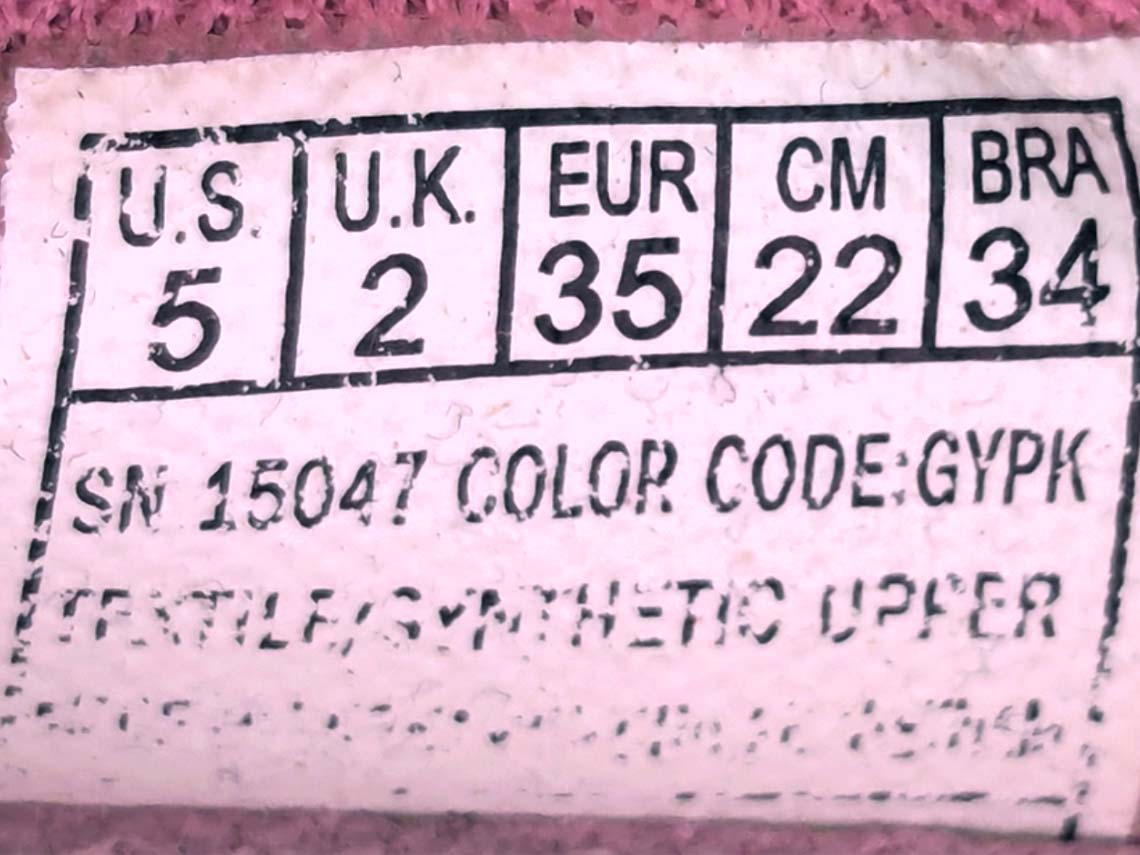 U.S. U.K. EUR CM BRA
5 2 35 22 34
SN 15047 COLOR CODE:GYPK
TEXTILE/SYNTHETIC UPPER